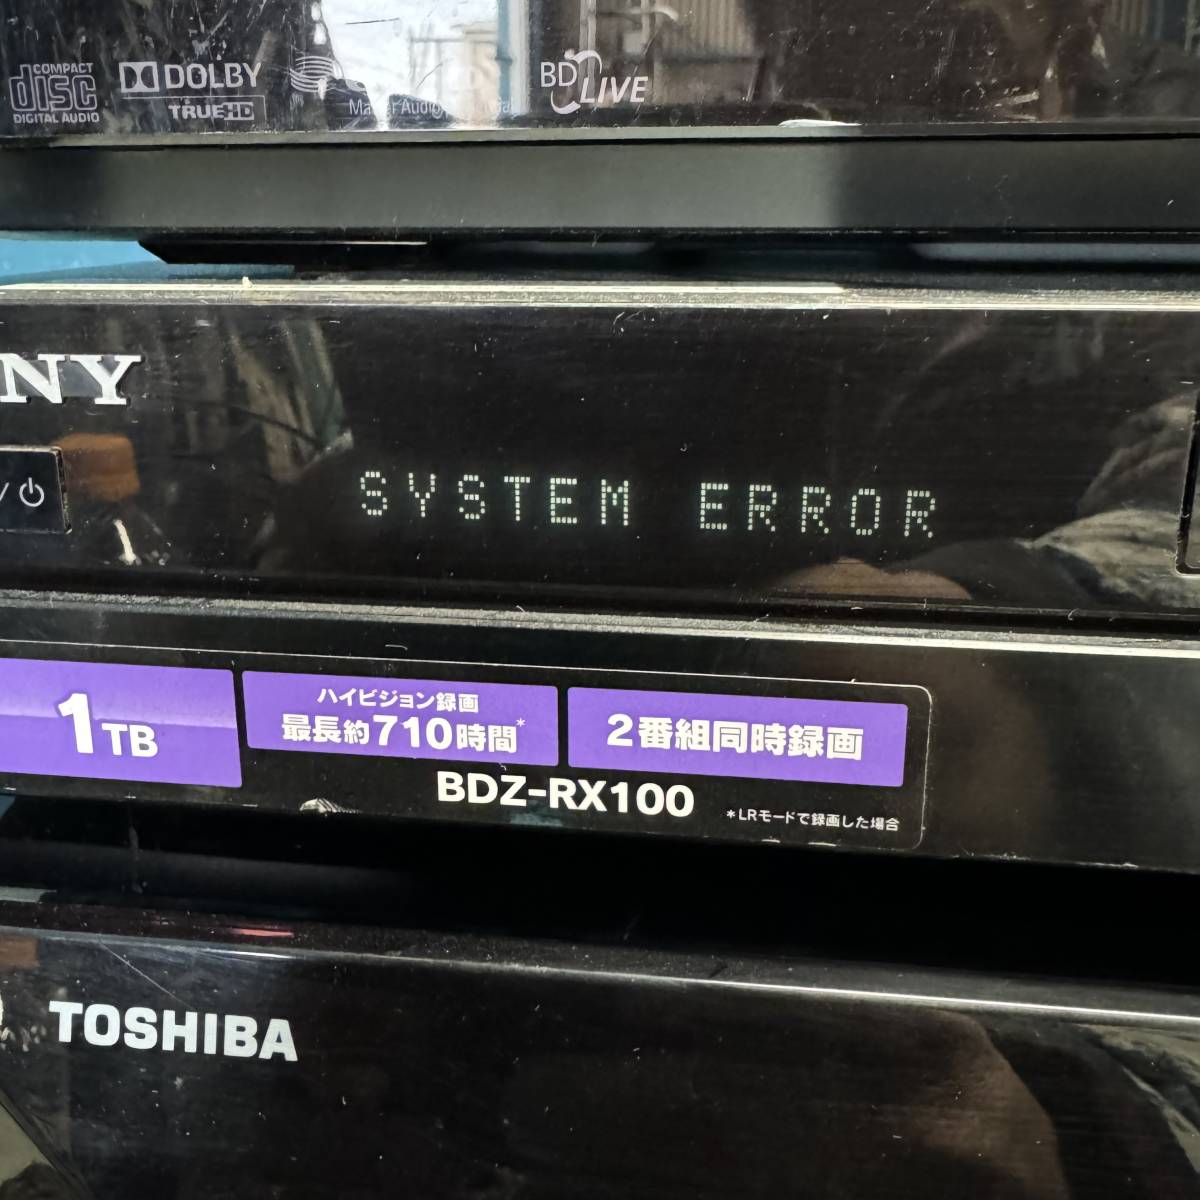 COMPACT
disc
DIGITAL AUDIO
DOLBY
TRUEHD
BD LIVE
NY
SYSTEM ERROR
1TB
ハイビジョン録画
最長約710時間*
2番組同時録画
BDZ-RX100
*LRモードで録画した場合
TOSHIBA